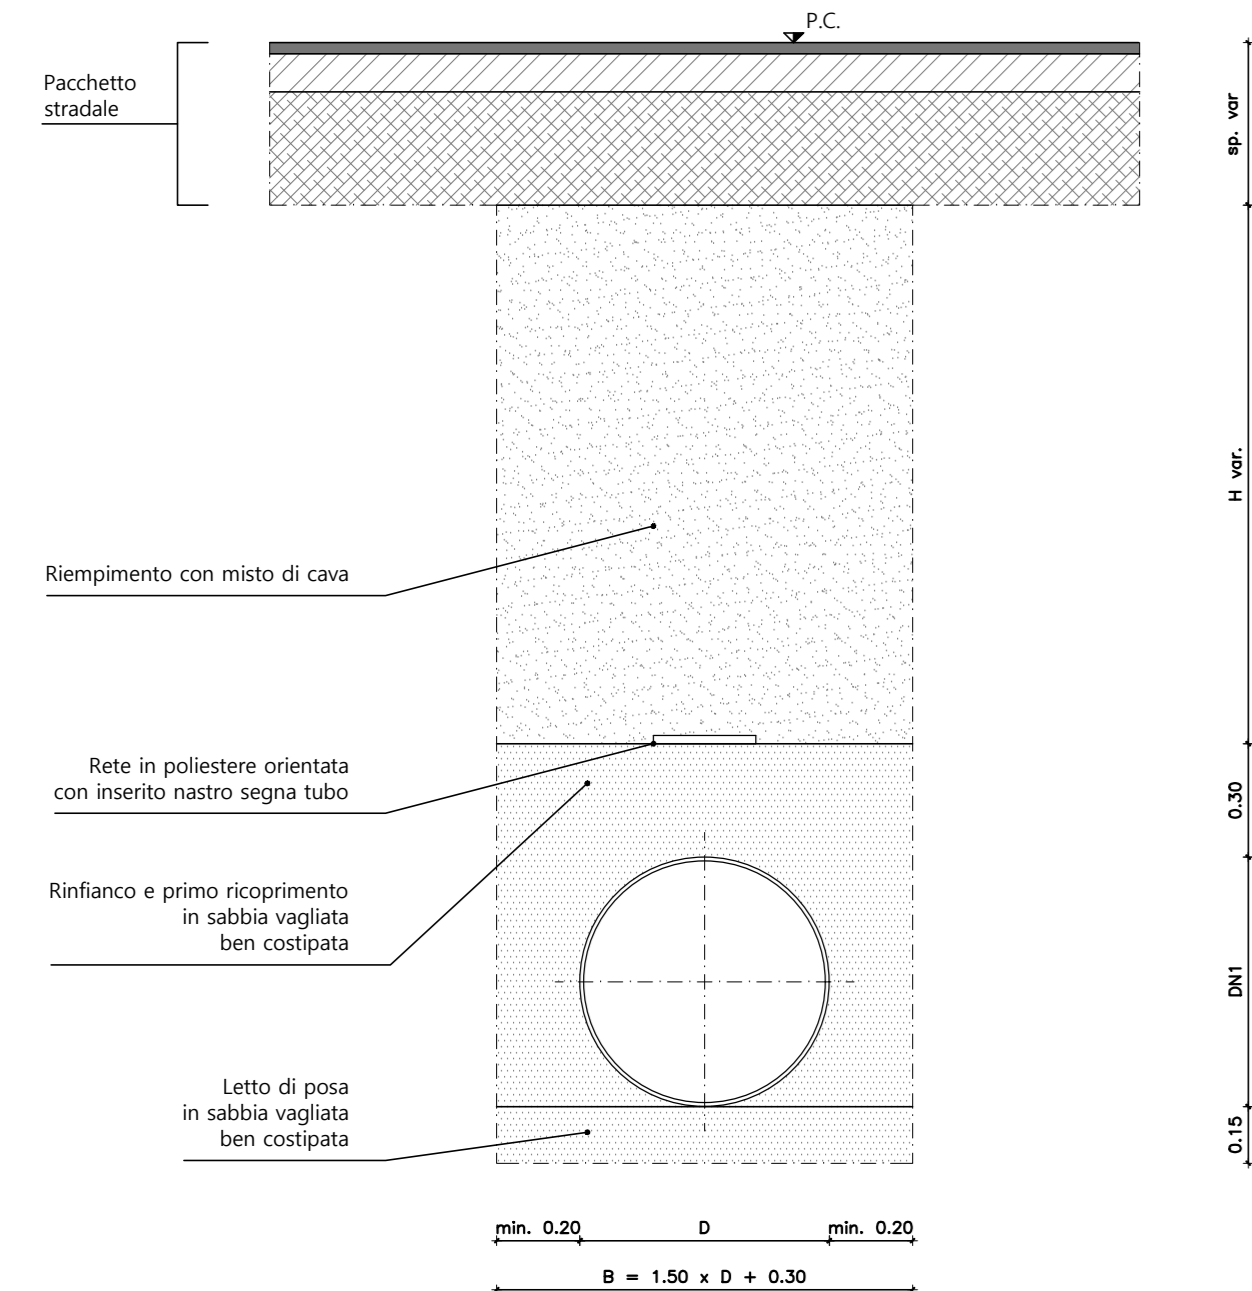 P.C.
Pacchetto
stradale
sp. var
H var.
Riempimento con misto di cava
Rete in poliestere orientata
con inserito nastro segna tubo
0.30
Rinfianco e primo ricoprimento
in sabbia vagliata
ben costipata
DN1
Letto di posa
in sabbia vagliata
ben costipata
0.15
min. 0.20 D min. 0.20
B = 1.50 x D + 0.30